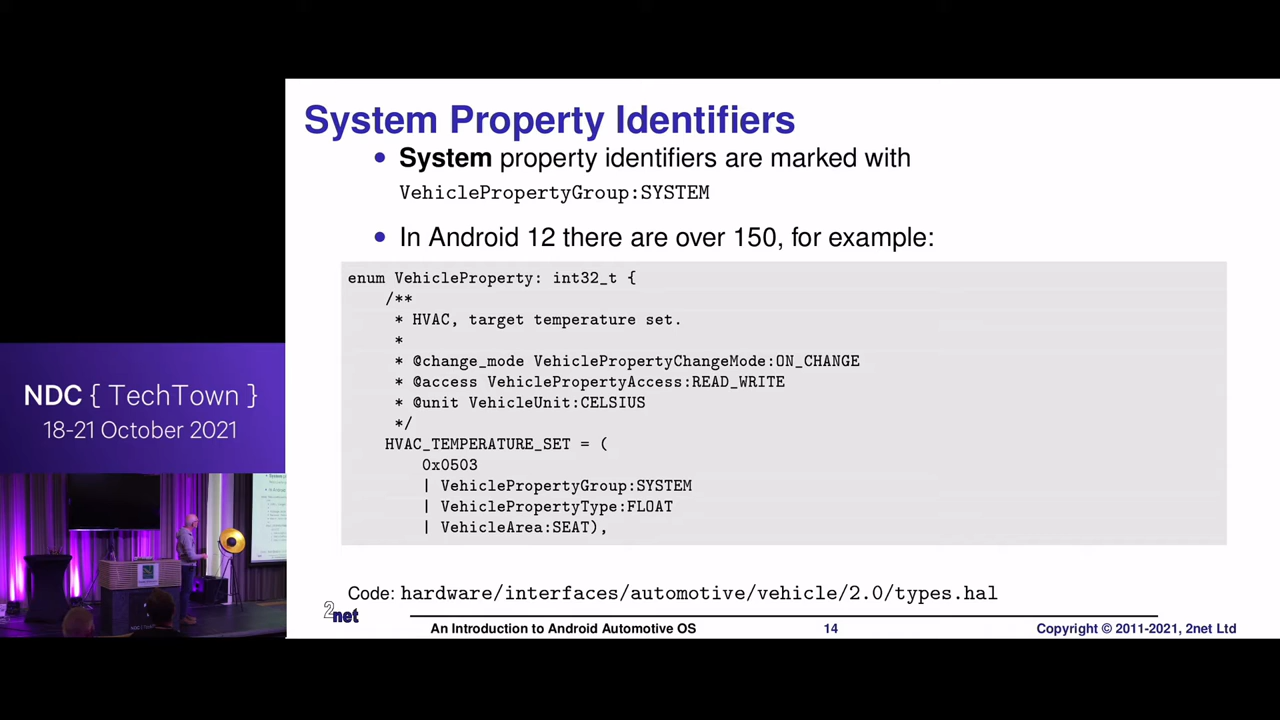 System Property Identifiers
• System property identifiers are marked with
VehiclePropertyGroup:SYSTEM
• In Android 12 there are over 150, for example:
enum VehicleProperty: int32_t {
    /**
     * HVAC, target temperature set.
     *
     * @change_mode VehiclePropertyChangeMode:ON_CHANGE
     * @access VehiclePropertyAccess:READ_WRITE
     * @unit VehicleUnit:CELSIUS
     */
    HVAC_TEMPERATURE_SET = (
        0x0503
        | VehiclePropertyGroup:SYSTEM
        | VehiclePropertyType:FLOAT
        | VehicleArea:SEAT),
Code: hardware/interfaces/automotive/vehicle/2.0/types.hal
2net
An Introduction to Android Automotive OS 14 Copyright © 2011-2021, 2net Ltd
NDC { TechTown }
18-21 October 2021